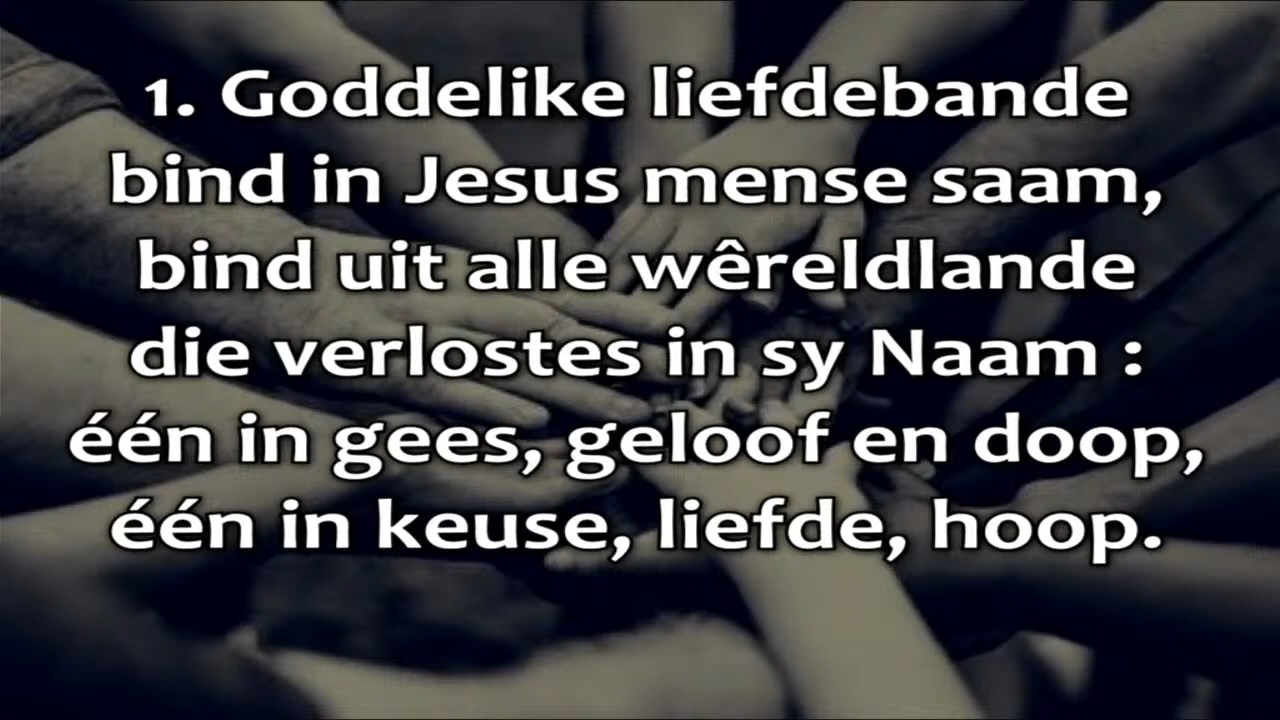 1. Goddelike liefdebande
bind in Jesus mense saam,
bind uit alle wêreldlande
die verlostes in sy Naam :
één in gees, geloof en doop,
één in keuse, liefde, hoop.